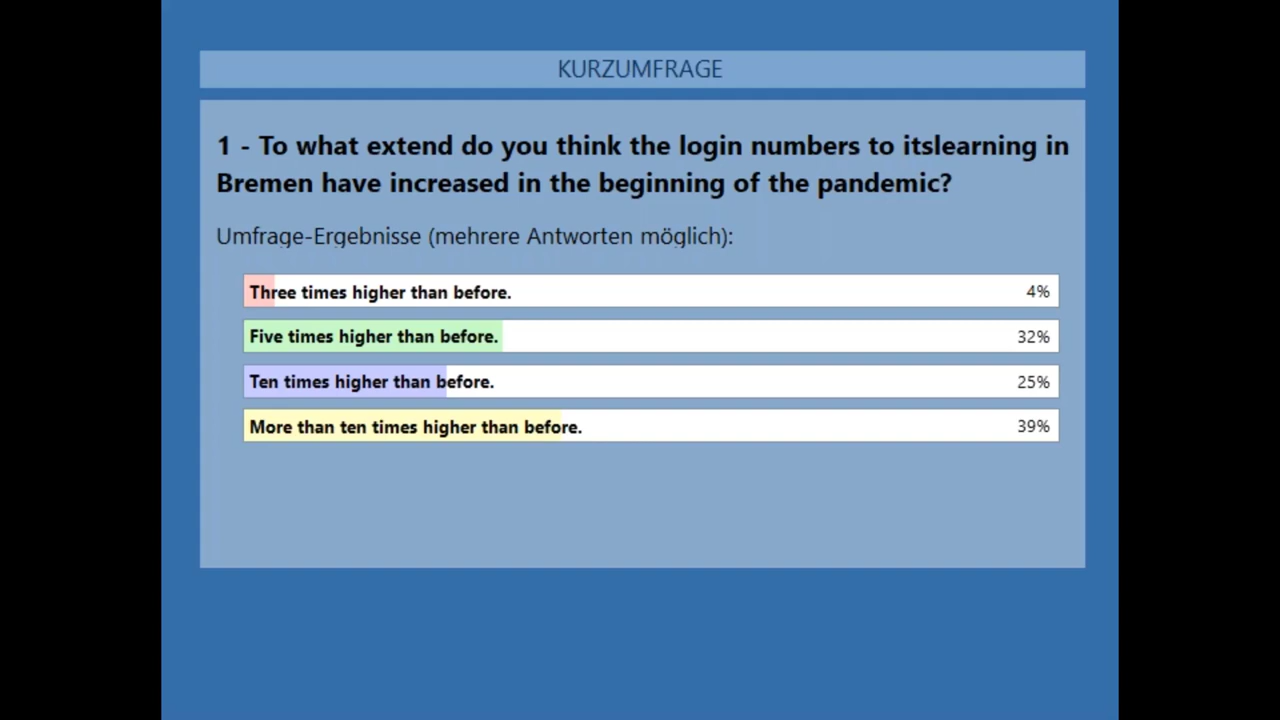 KURZUMFRAGE
1 - To what extend do you think the login numbers to itslearning in
Bremen have increased in the beginning of the pandemic?
Umfrage-Ergebnisse (mehrere Antworten möglich):
Three times higher than before. 4%
Five times higher than before. 32%
Ten times higher than before. 25%
More than ten times higher than before. 39%